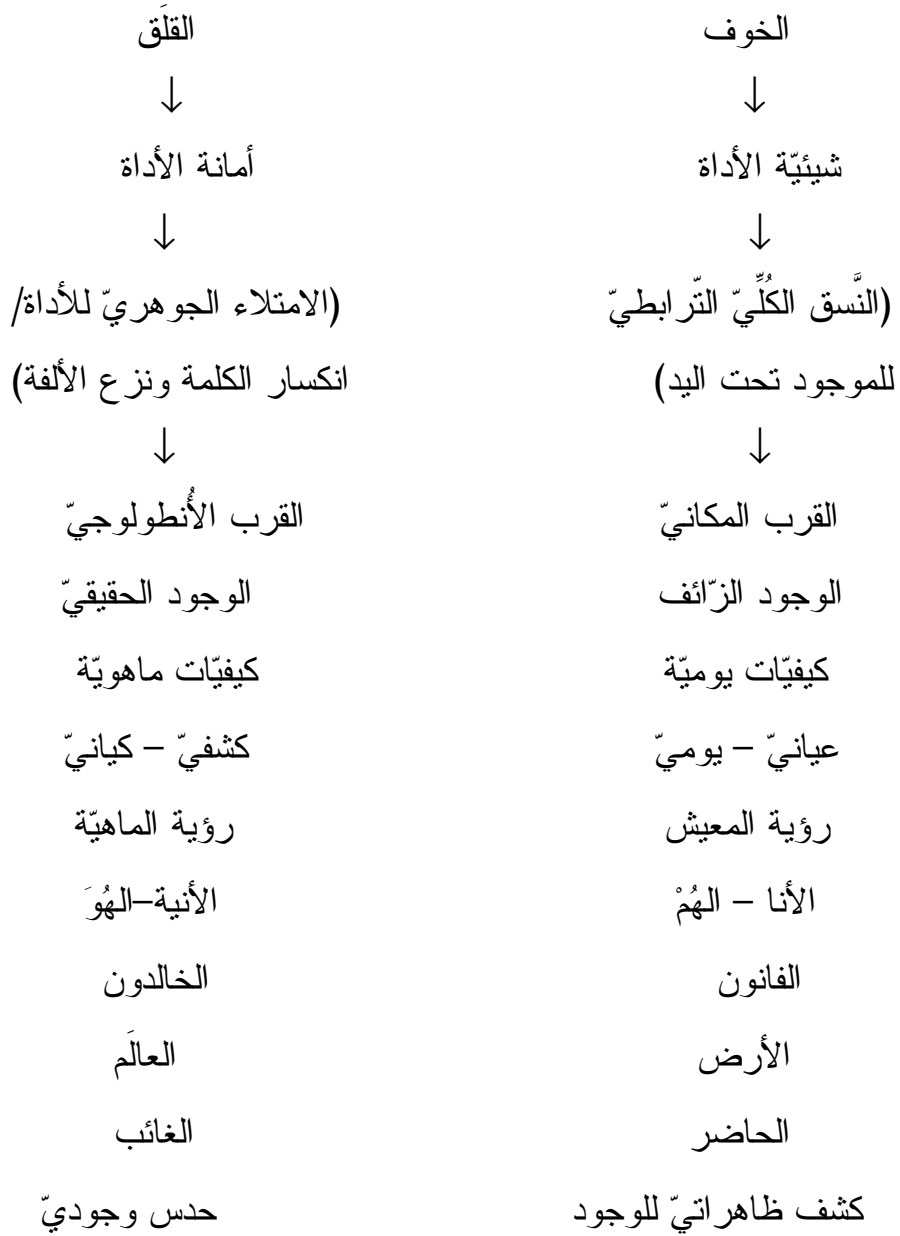 الخوف
القلَق
↓
↓
شيئيّة الأداة
أمانة الأداة
↓
↓
(النَّسق الكُلِّيّ التّرابطيّ
(الامتلاء الجوهريّ للأداة/
للموجود تحت اليد)
انكسار الكلمة ونزع الألفة)
↓
↓
القرب المكانيّ
القرب الأُنطولوجيّ
الوجود الزّائف
الوجود الحقيقيّ
كيفيّات يوميّة
كيفيّات ماهويّة
عيانيّ – يوميّ
كشفيّ – كيانيّ
رؤية المعيش
رؤية الماهيّة
الأنا – الهُمْ
الأنية–الهُوَ
الفانون
الخالدون
الأرض
العالَم
الحاضر
الغائب
كشف ظاهراتيّ للوجود
حدس وجوديّ